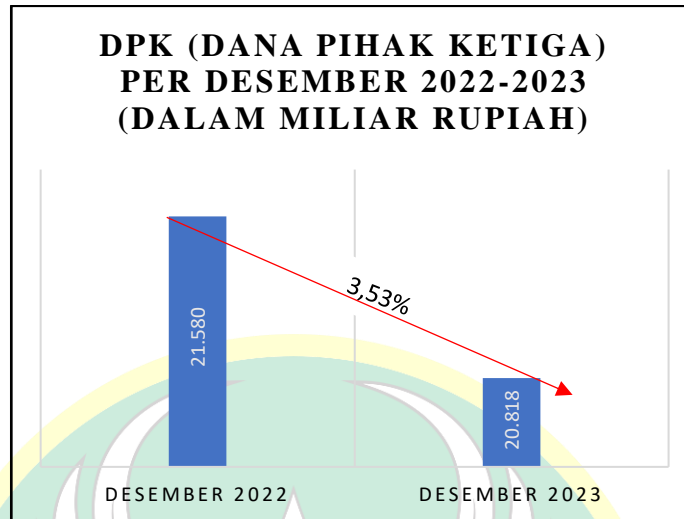 DPK (DANA PIHAK KETIGA)
PER DESEMBER 2022-2023
(DALAM MILIAR RUPIAH)
3,53%
21.580
20.818
DESEMBER 2022
DESEMBER 2023